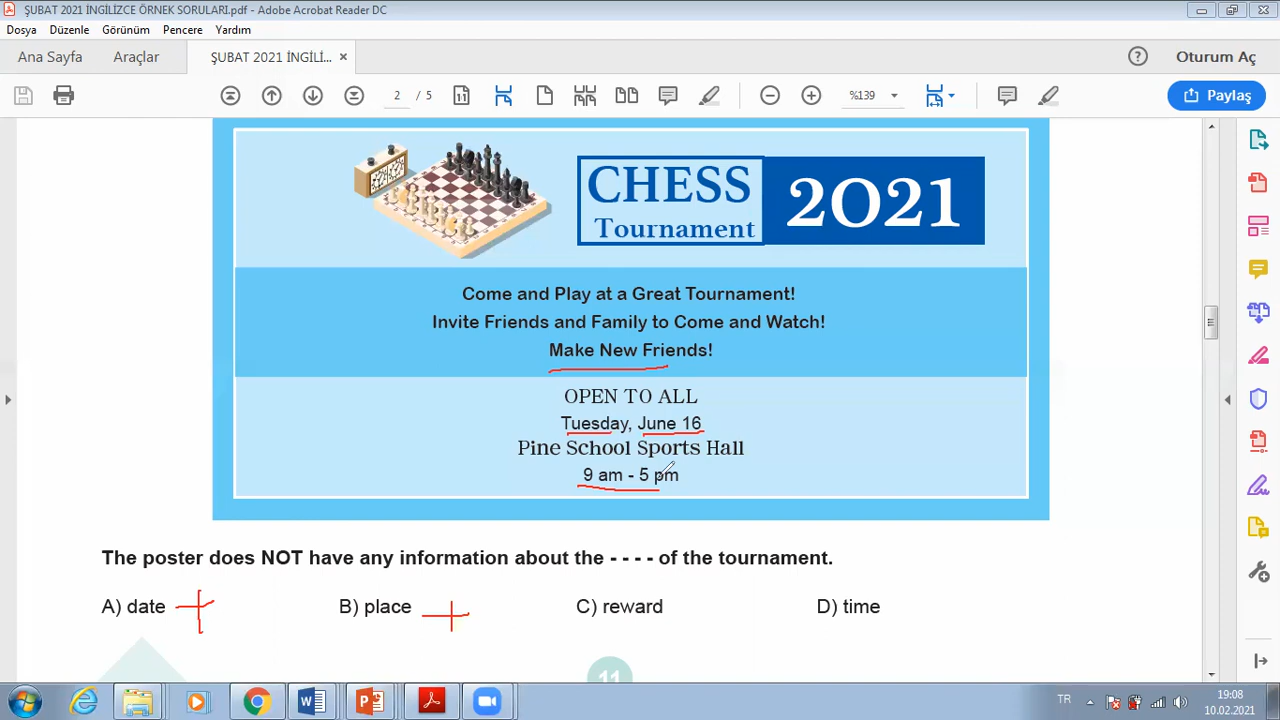 ŞUBAT 2021 İNGİLİZCE ÖRNEK SORULARI.pdf - Adobe Acrobat Reader DC
Dosya Düzenle Görünüm Pencere Yardım
Ana Sayfa Araçlar ŞUBAT 2021 İNGİLİ... Oturum Aç
2 / 5 %139 Paylaş
CHESS
Tournament
2021
Come and Play at a Great Tournament!
Invite Friends and Family to Come and Watch!
Make New Friends!
OPEN TO ALL
Tuesday, June 16
Pine School Sports Hall
9 am - 5 pm
The poster does NOT have any information about the - - - - of the tournament.
A) date B) place C) reward D) time
11
TR 19:08
10.02.2021